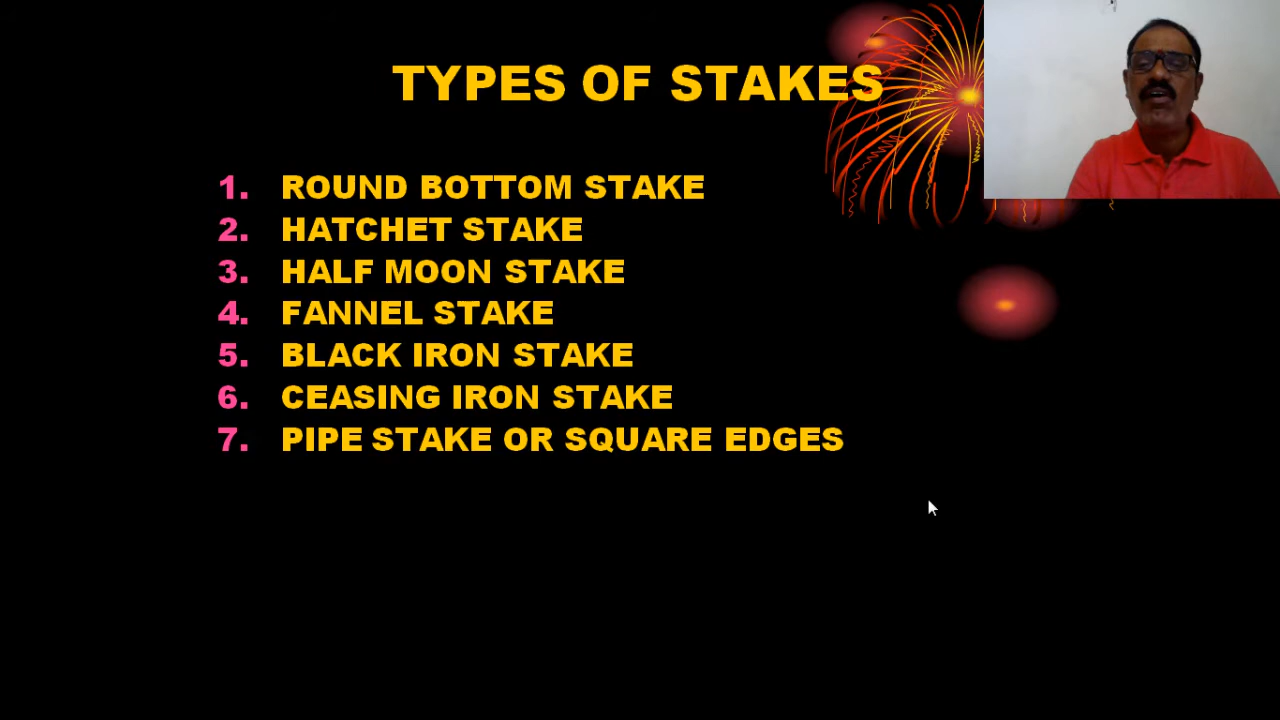 TYPES OF STAKES
1. ROUND BOTTOM STAKE
2. HATCHET STAKE
3. HALF MOON STAKE
4. FANNEL STAKE
5. BLACK IRON STAKE
6. CEASING IRON STAKE
7. PIPE STAKE OR SQUARE EDGES